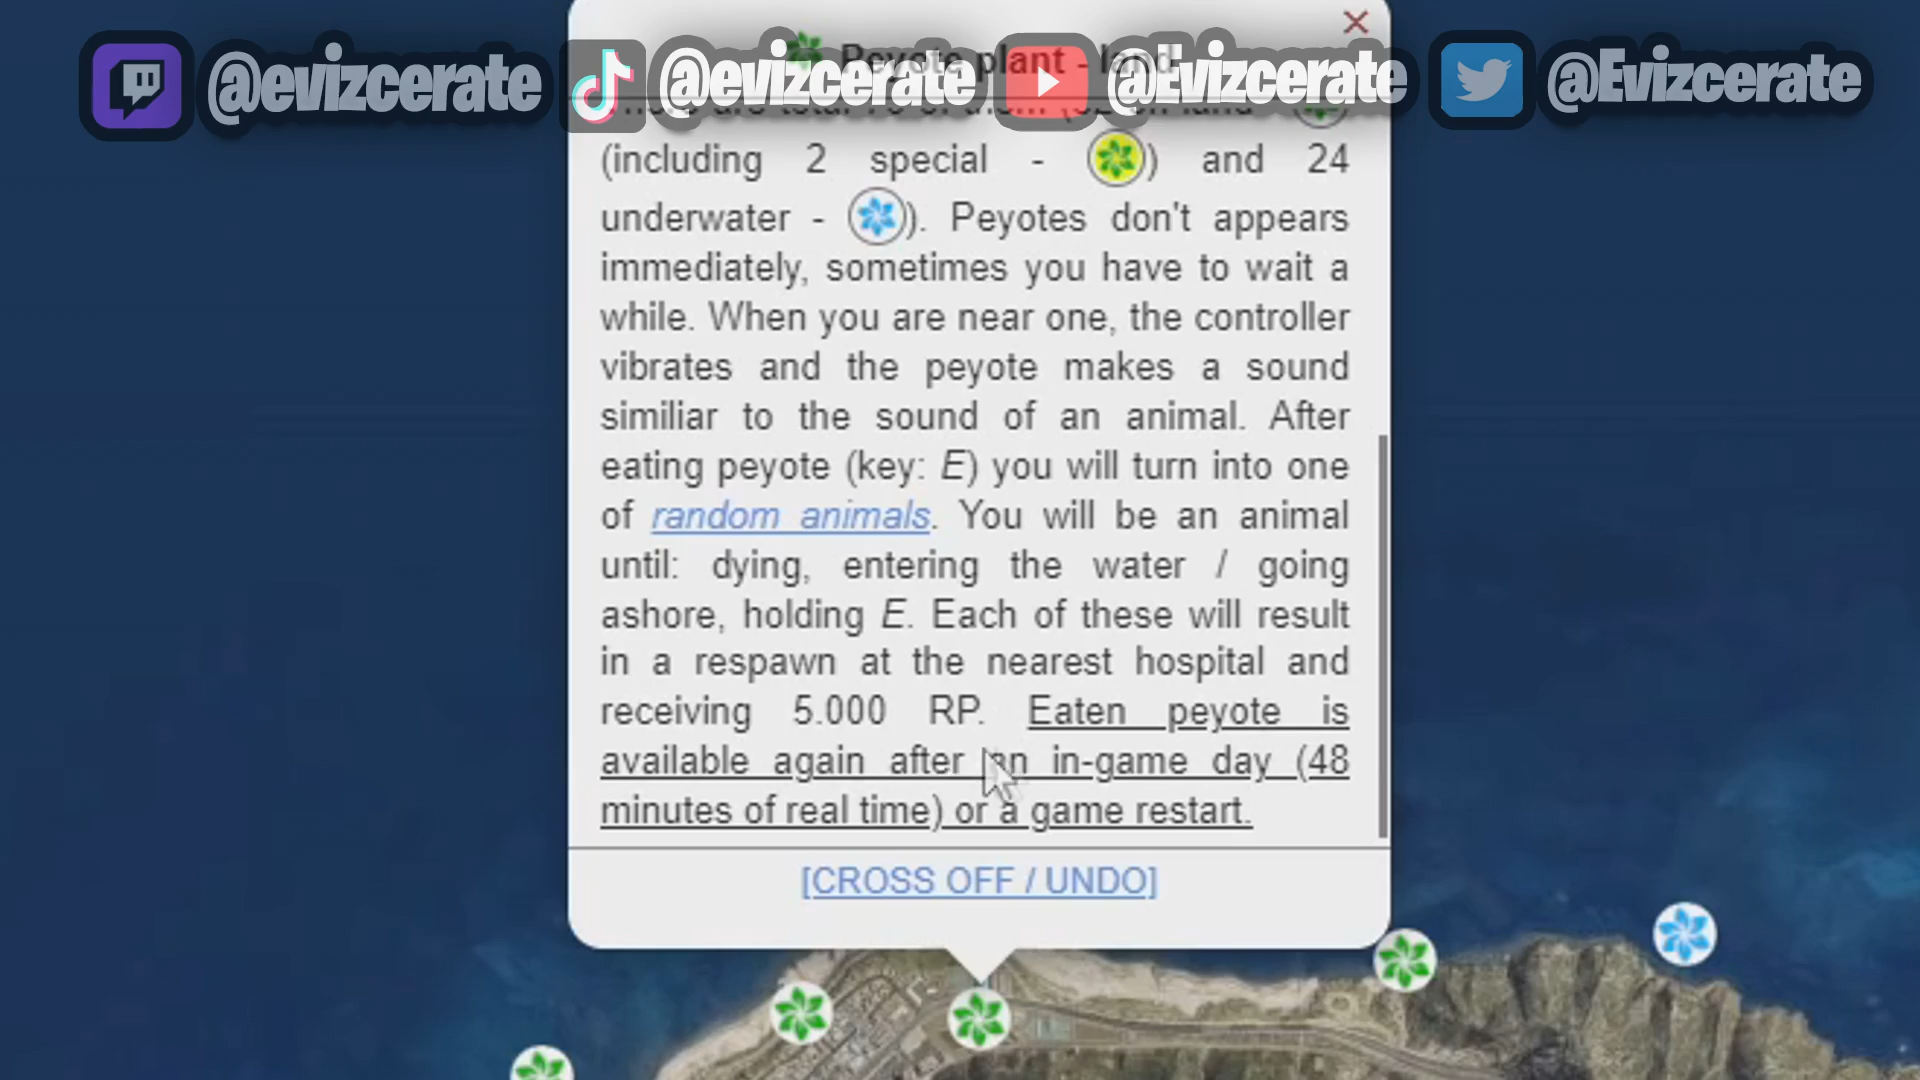 @evizcerate @evizcerate @Evizcerate @Evizcerate
Peyote plant - land
(including 2 special - ) and 24
underwater - ). Peyotes don't appears
immediately, sometimes you have to wait a
while. When you are near one, the controller
vibrates and the peyote makes a sound
similiar to the sound of an animal. After
eating peyote (key: E) you will turn into one
of random animals. You will be an animal
until: dying, entering the water / going
ashore, holding E. Each of these will result
in a respawn at the nearest hospital and
receiving 5.000 RP. Eaten peyote is
available again after an in-game day (48
minutes of real time) or a game restart.
[CROSS OFF / UNDO]